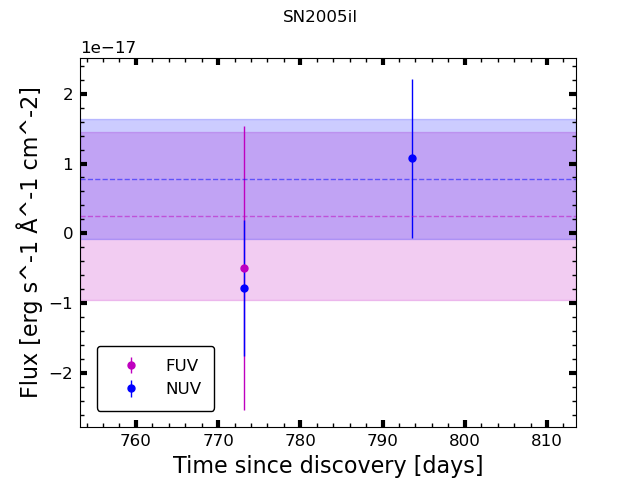 SN2005il
1e−17
Flux [erg s^-1 Å^-1 cm^-2]
2
1
0
−1
−2
FUV
NUV
760 770 780 790 800 810
Time since discovery [days]